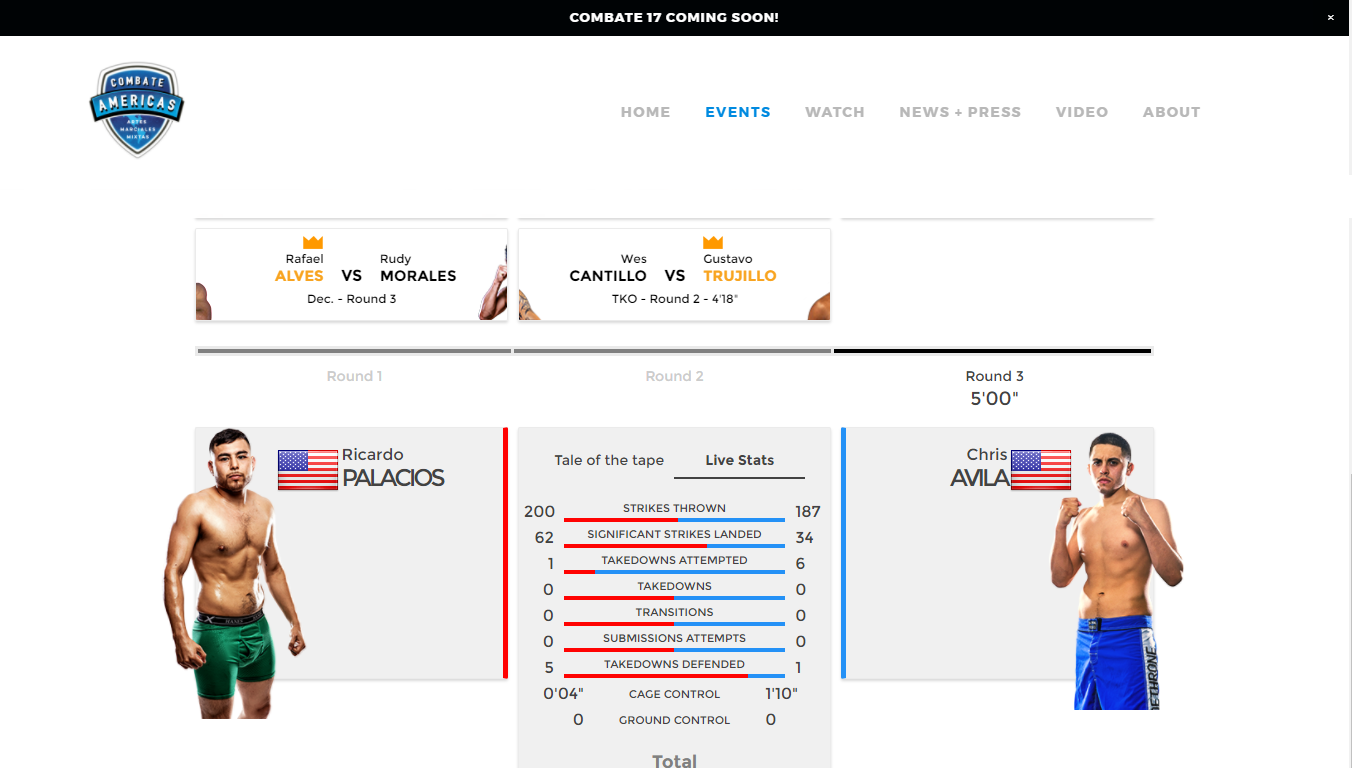 COMBATE 17 COMING SOON!
×
COMBATE
AMERICAS
ARTES
MARCIALES
MIXTAS
HOME EVENTS WATCH NEWS + PRESS VIDEO ABOUT
Rafael Rudy
ALVES VS MORALES
Dec. - Round 3
Wes Gustavo
CANTILLO VS TRUJILLO
TKO - Round 2 - 4'18"
Round 1 Round 2 Round 3
5'00"
Ricardo
PALACIOS
Tale of the tape Live Stats
200 STRIKES THROWN 187
62 SIGNIFICANT STRIKES LANDED 34
1 TAKEDOWNS ATTEMPTED 6
0 TAKEDOWNS 0
0 TRANSITIONS 0
0 SUBMISSIONS ATTEMPTS 0
5 TAKEDOWNS DEFENDED 1
0'04" CAGE CONTROL 1'10"
0 GROUND CONTROL 0
Total
Chris
AVILA